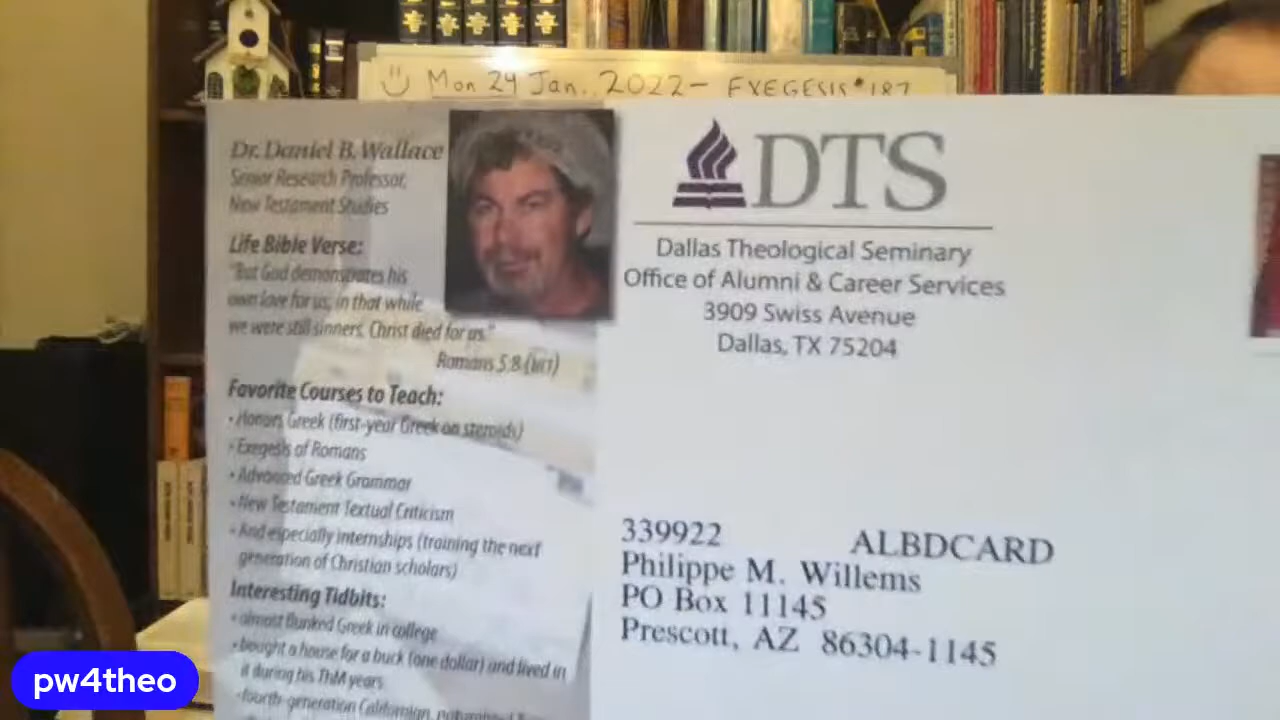 Mon 24 Jan. 2022- EXEGESIS #187
Dr. Daniel B. Wallace
Senior Research Professor,
New Testament Studies
Life Bible Verse:
"But God demonstrates his
own love for us, in that while
we were still sinners, Christ died for us."
Romans 5:8 (NET)
Favorite Courses to Teach:
• Honors Greek (first-year Greek on steroids)
• Exegesis of Romans
• Advanced Greek Grammar
• New Testament Textual Criticism
• And especially internships (training the next
generation of Christian scholars)
Interesting Tidbits:
• almost flunked Greek in college
• bought a house for a buck (one dollar) and lived in
it during his ThM years
• fourth-generation Californian,
DTS
Dallas Theological Seminary
Office of Alumni & Career Services
3909 Swiss Avenue
Dallas, TX 75204
339922 ALBDCARD
Philippe M. Willems
PO Box 11145
Prescott, AZ 86304-1145
pw4theo